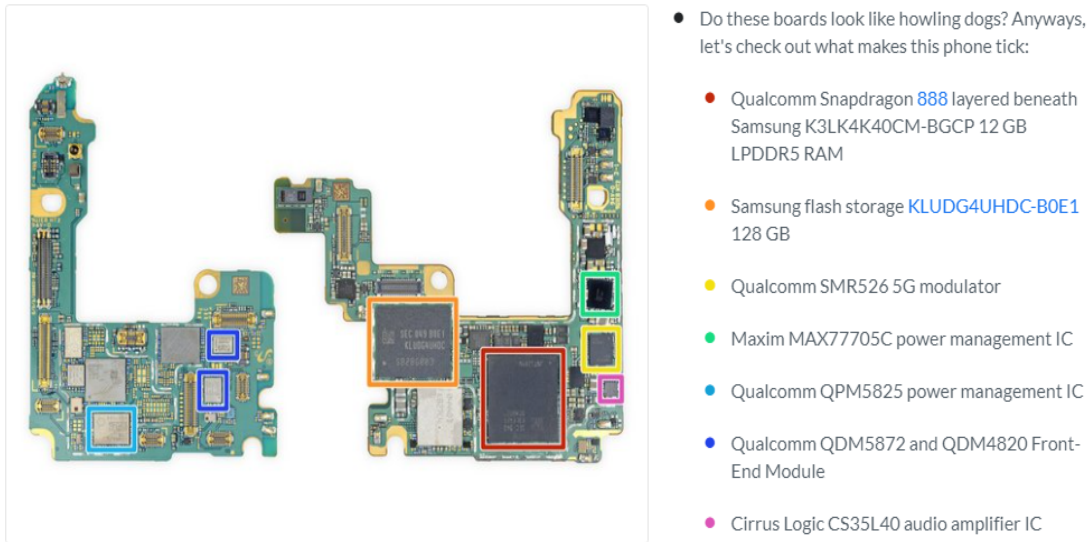 Do these boards look like howling dogs? Anyways,
let's check out what makes this phone tick:
Qualcomm Snapdragon 888 layered beneath
Samsung K3LK4K40CM-BGCP 12 GB
LPDDR5 RAM
Samsung flash storage KLUDG4UHDC-B0E1
128 GB
Qualcomm SMR526 5G modulator
Maxim MAX77705C power management IC
Qualcomm QPM5825 power management IC
Qualcomm QDM5872 and QDM4820 Front-
End Module
Cirrus Logic CS35L40 audio amplifier IC
KLUDG4UHDC